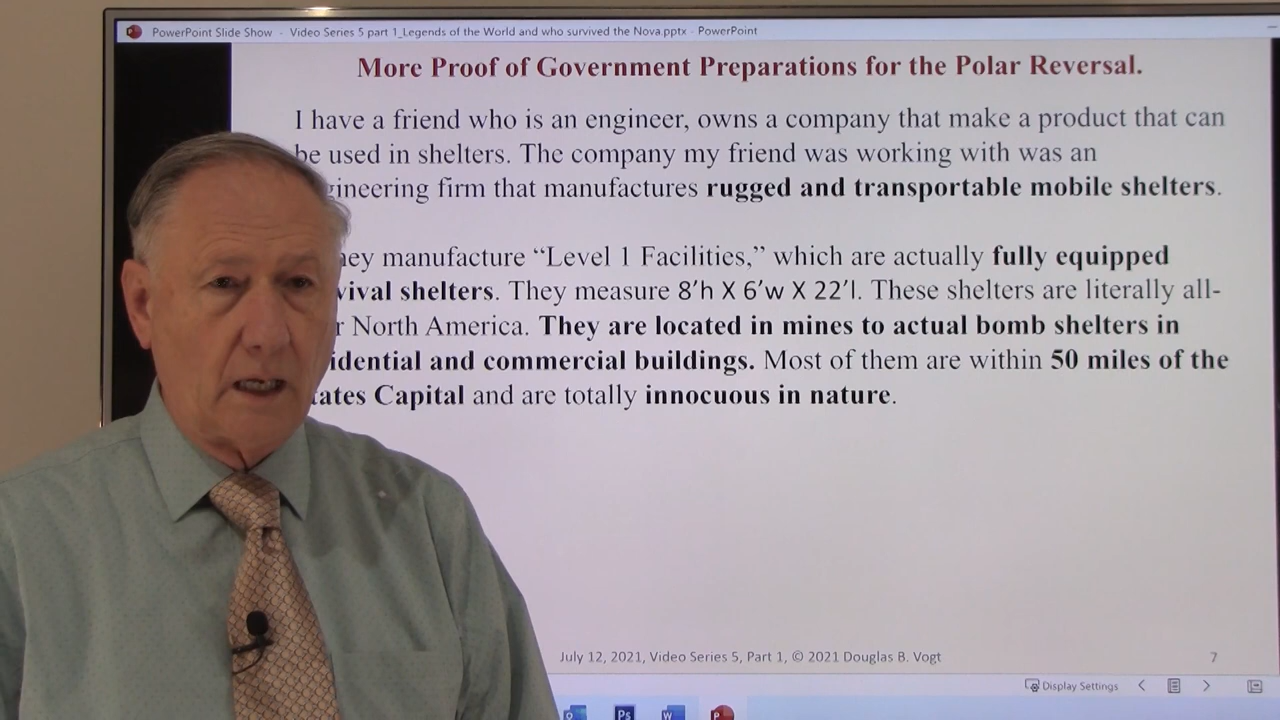 PowerPoint Slide Show - Video Series 5 part 1_Legends of the World and who survived the Nova.pptx - PowerPoint
More Proof of Government Preparations for the Polar Reversal.
I have a friend who is an engineer, owns a company that make a product that can
be used in shelters. The company my friend was working with was an
gineering firm that manufactures rugged and transportable mobile shelters.
ey manufacture “Level 1 Facilities,” which are actually fully equipped
vival shelters. They measure 8′h X 6′w X 22′l. These shelters are literally all-
r North America. They are located in mines to actual bomb shelters in
idential and commercial buildings. Most of them are within 50 miles of the
tates Capital and are totally innocuous in nature.
July 12, 2021, Video Series 5, Part 1, © 2021 Douglas B. Vogt
7
Display Settings
Ps
W
P